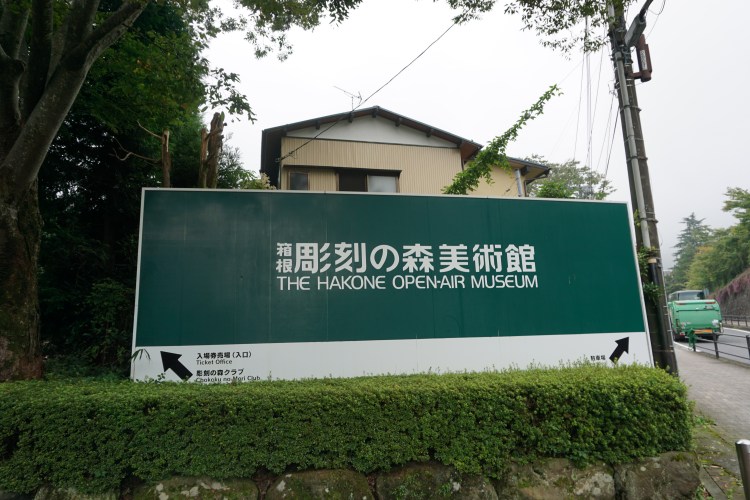 箱根彫刻の森美術館
THE HAKONE OPEN-AIR MUSEUM
入場券売場（入口）
Ticket Office
彫刻の森クラブ
Chokoku no Mori Club
駐車場